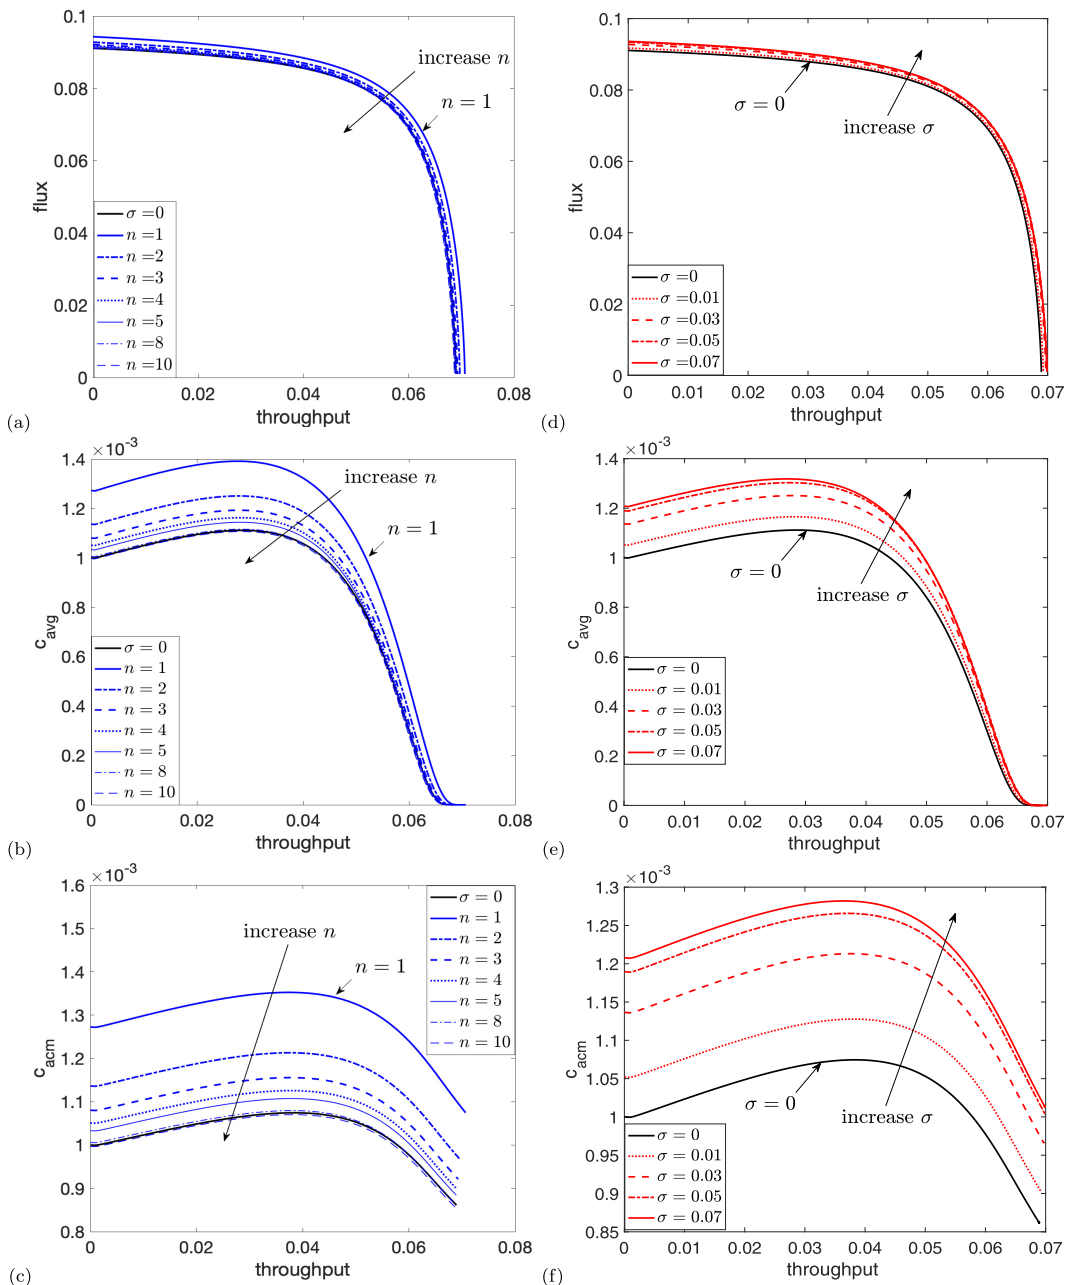 0.1
0.08
0.06
0.04
0.02
0
flux
increase n
n = 1
σ =0
n =1
n =2
n =3
n =4
n =5
n =8
n =10
0 0.02 0.04 0.06 0.08
throughput
(a)
0.1
0.08
0.06
0.04
0.02
0
flux
σ = 0
increase σ
σ =0
σ =0.01
σ =0.03
σ =0.05
σ =0.07
0 0.01 0.02 0.03 0.04 0.05 0.06 0.07
throughput
(d)
×10⁻³
1.4
1.2
1
0.8
0.6
0.4
0.2
0
c_avg
increase n
n = 1
σ = 0
n = 1
n = 2
n = 3
n = 4
n = 5
n = 8
n = 10
0 0.02 0.04 0.06 0.08
throughput
(b)
×10⁻³
1.4
1.2
1
0.8
0.6
0.4
0.2
0
c_avg
σ = 0
increase σ
σ = 0
σ = 0.01
σ = 0.03
σ = 0.05
σ = 0.07
0 0.01 0.02 0.03 0.04 0.05 0.06 0.07
throughput
(e)
×10⁻³
1.6
1.5
1.4
1.3
1.2
1.1
1
0.9
0.8
c_acm
increase n
n = 1
σ = 0
n = 1
n = 2
n = 3
n = 4
n = 5
n = 8
n = 10
0 0.02 0.04 0.06 0.08
throughput
(c)
×10⁻³
1.3
1.25
1.2
1.15
1.1
1.05
1
0.95
0.9
0.85
c_acm
σ = 0
increase σ
σ =0
σ =0.01
σ =0.03
σ =0.05
σ =0.07
0 0.01 0.02 0.03 0.04 0.05 0.06 0.07
throughput
(f)